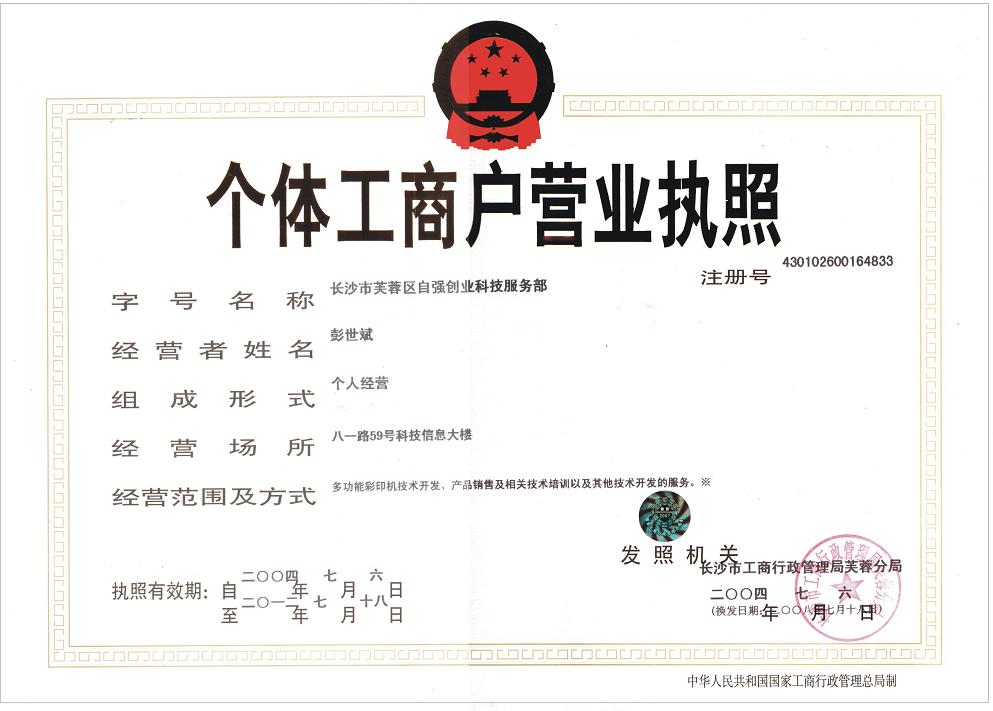 个体工商户营业执照
注册号 430102600164833
字号名称 长沙市芙蓉区自强创业科技服务部
经营者姓名 彭世斌
组成形式 个人经营
经营场所 八一路59号科技信息大楼
经营范围及方式 多功能彩印机技术开发、产品销售及相关技术培训以及其他技术开发的服务。※
发照机关
长沙市工商行政管理局芙蓉分局
执照有效期：自二〇〇四年七月六日
至二〇一二年七月十八日
二〇〇四年七月六日
(换发日期：二〇〇八年七月十八日)
中华人民共和国国家工商行政管理总局制